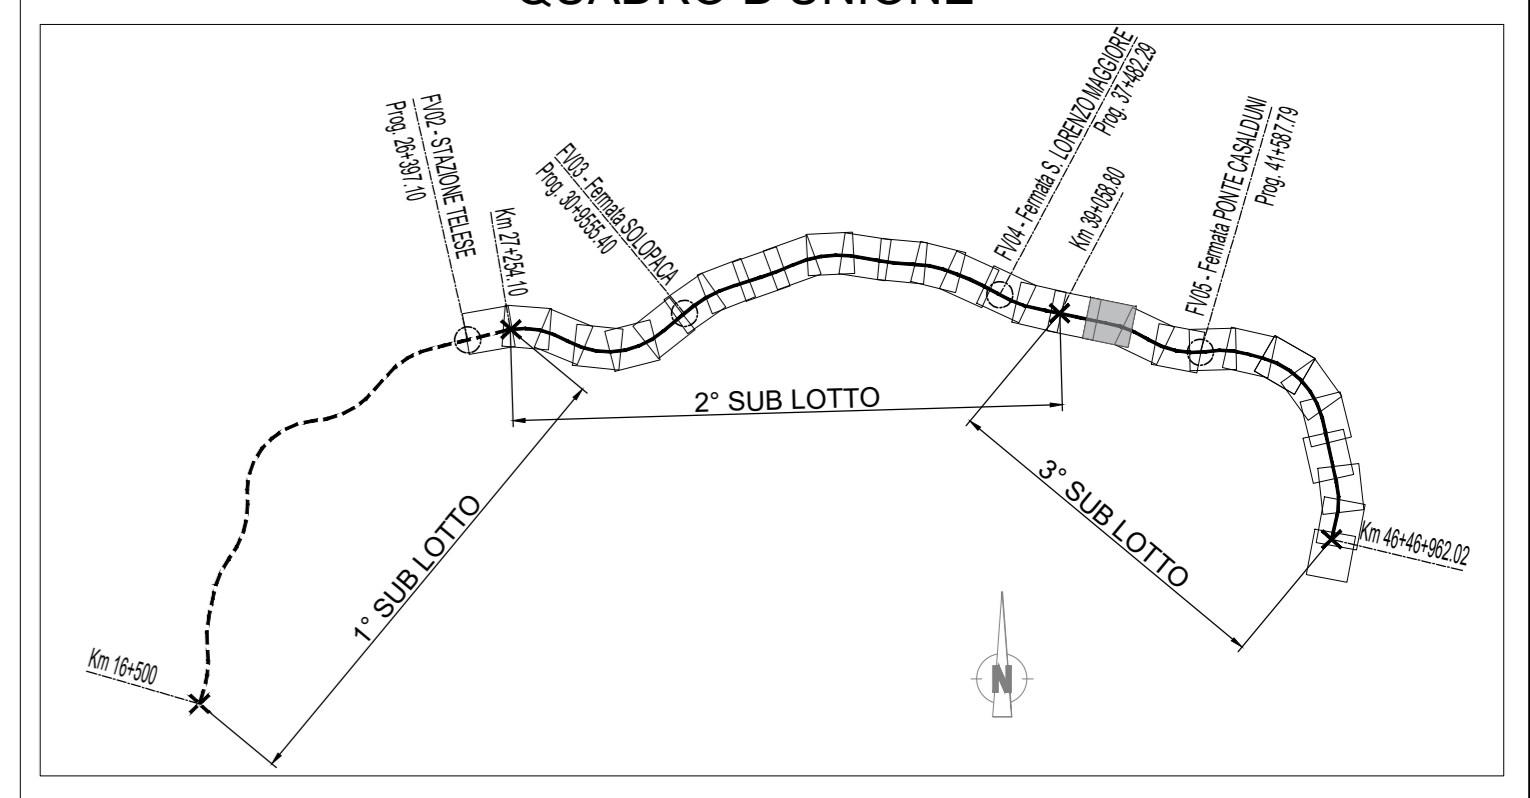 QUADRO D'UNIONE
FV02 - STAZIONE TELESE
Prog. 26+397.10
Km 27+254.10
FV03 - Fermata SOLOPACA
Prog. 30+9555.40
FV04 - Fermata S. LORENZO MAGGIORE
Prog. 37+482.29
Km 39+058.80
FV05 - Fermata PONTE CASALDUNI
Prog. 41+587.79
2° SUB LOTTO
1° SUB LOTTO
3° SUB LOTTO
Km 46+46+962.02
Km 16+500
N